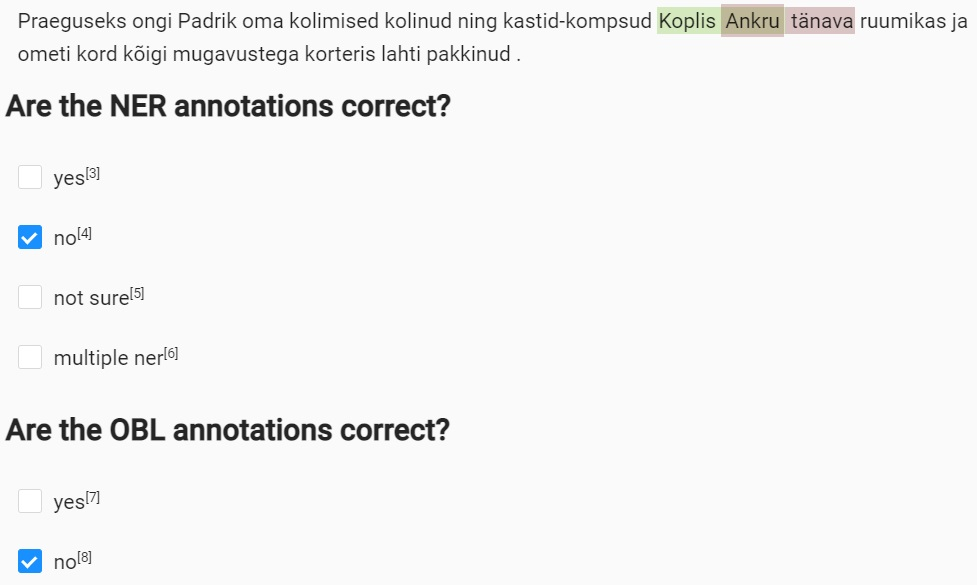 Praeguseks ongi Padrik oma kolimised kolinud ning kastid-kompsud Koplis Ankru tänava ruumikas ja
ometi kord kõigi mugavustega korteris lahti pakkinud .
Are the NER annotations correct?
yes[3]
no[4]
not sure[5]
multiple ner[6]
Are the OBL annotations correct?
yes[7]
no[8]